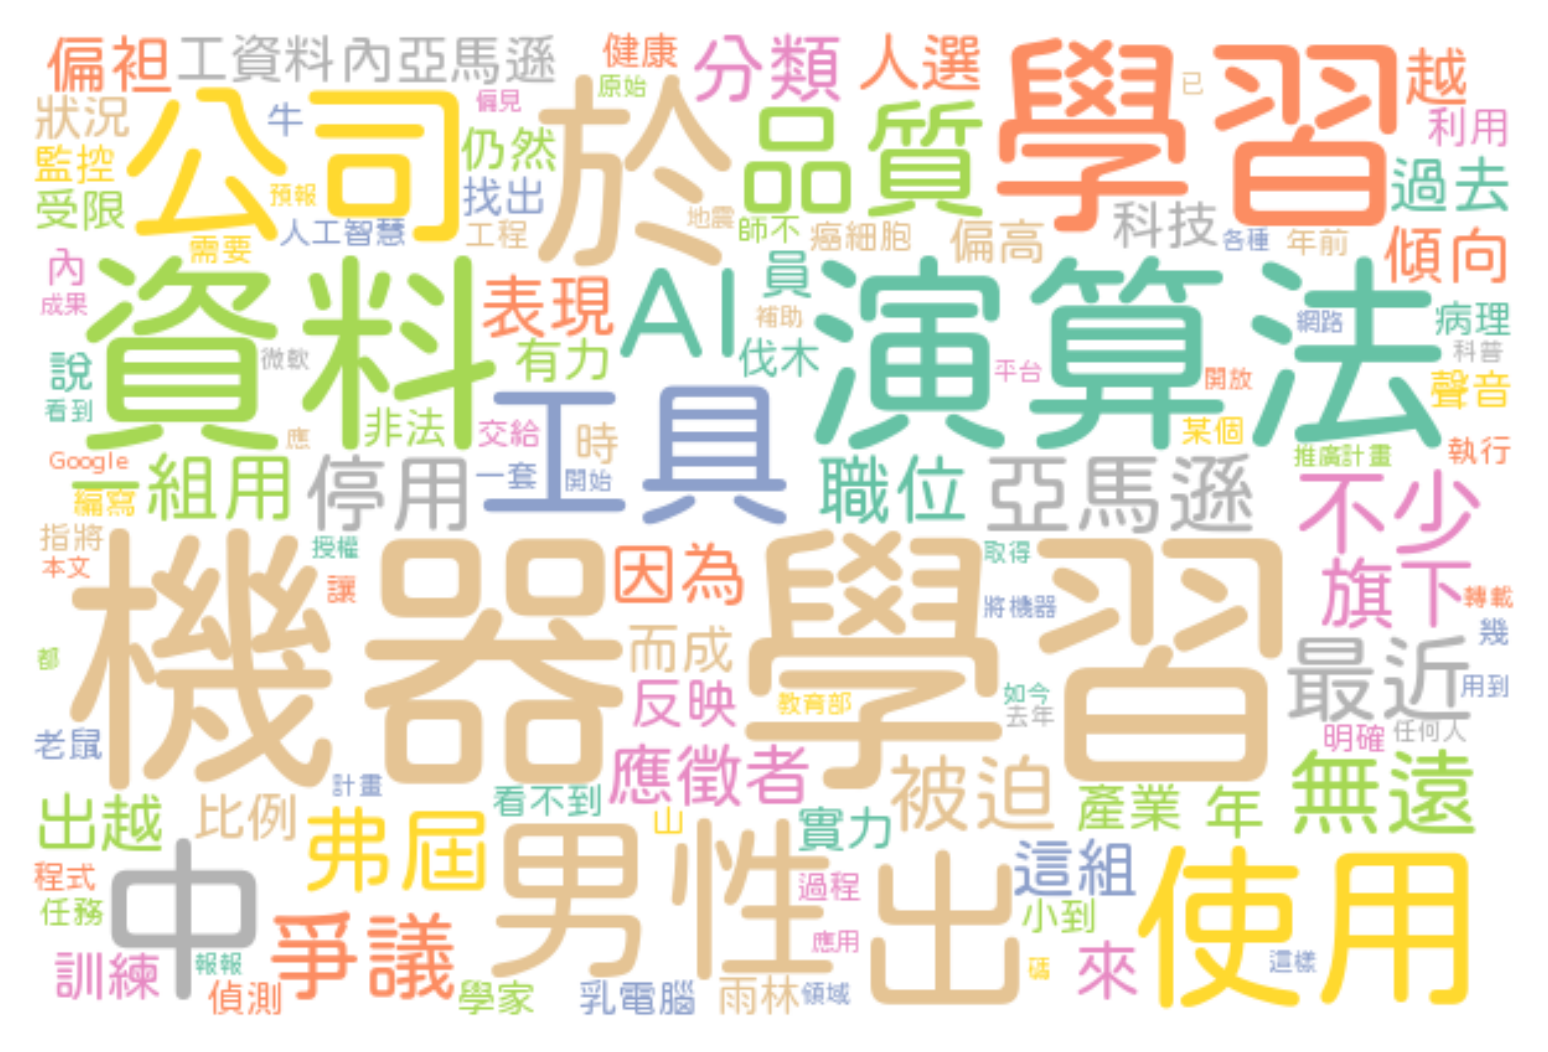 偏袒 工資料內亞馬遜 健康 分類 人選 學習 越
原始 已
狀況 公司 牛 偏見 於 品質 利用
監控 仍然 過去
受限 預報 找出 地震 科技
需要 人工智慧 工程 師不 癌細胞 偏高 各種 年前 傾向
內 資料 表現 AI 員 演算法
成果 補助 網路 病理
說 微軟 有力 伐木 平台 開放 科普
看到 非法 工具 聲音
應 交給 時 某個
Google 一組用 停用 一套 開始 職位 亞馬遜 推廣計畫 執行
編寫 不少
指將 機器學習 授權 因為 取得
本文 讓 將機器 旗下 轉載
都 而成 幾
反映 教育部 如今 最近 用到
老鼠 去年 明確 任何人
計畫 應徵者 被迫
出越 比例 弗屆 看不到 山 實力 產業 年 無遠
程式 中 男性 過程 出 這組 使用
任務 爭議 小到
訓練 報報 應用 碼 來 這樣
偵測 學家 乳電腦 雨林 領域